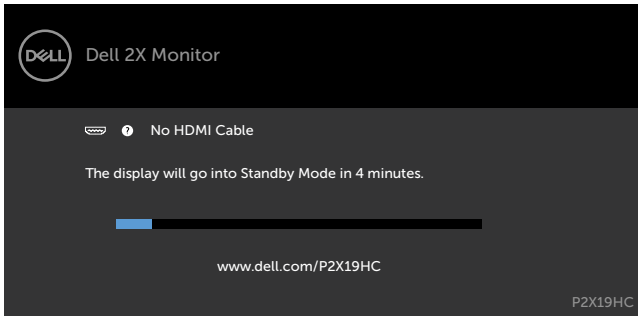 DELL
Dell 2X Monitor
? No HDMI Cable
The display will go into Standby Mode in 4 minutes.
www.dell.com/P2X19HC
P2X19HC